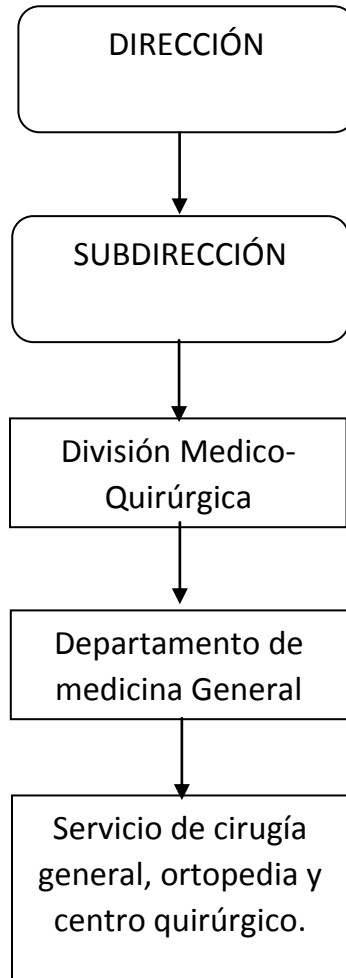 DIRECCIÓN
SUBDIRECCIÓN
División Medico-
Quirúrgica
Departamento de
medicina General
Servicio de cirugía
general, ortopedia y
centro quirúrgico.